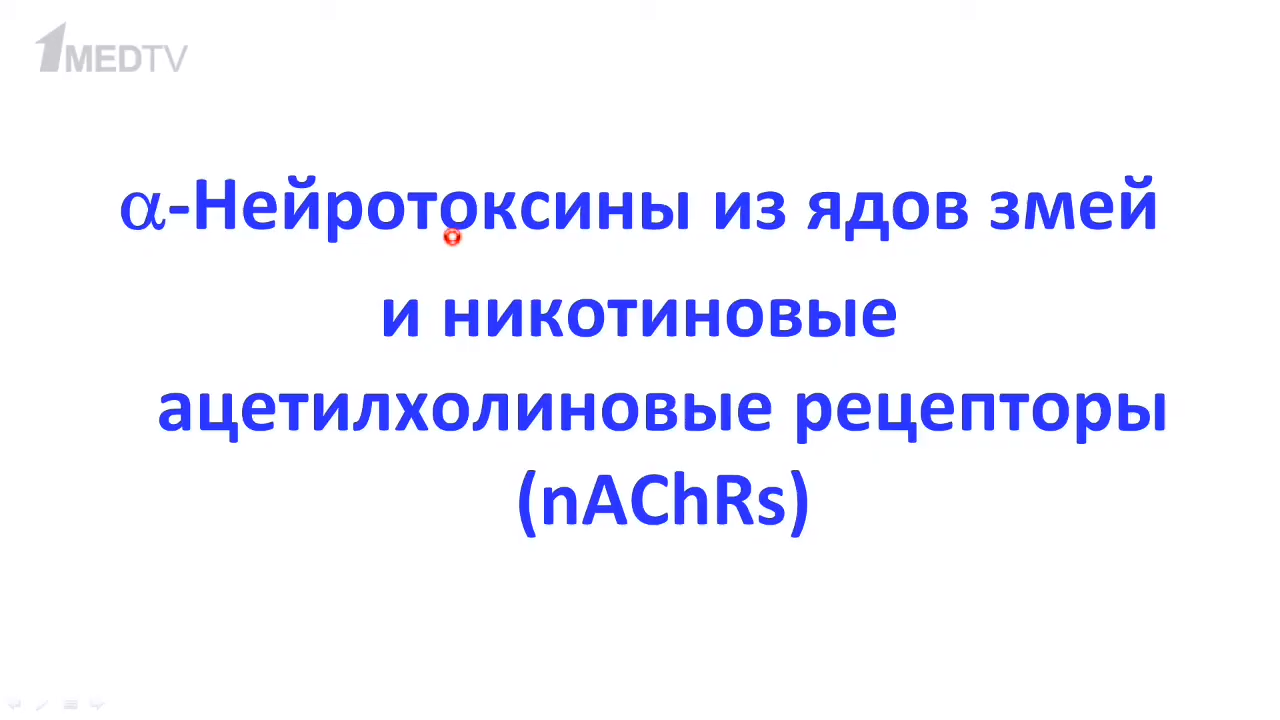 1MEDTV
α-Нейротоксины из ядов змей
и никотиновые
ацетилхолиновые рецепторы
(nAChRs)